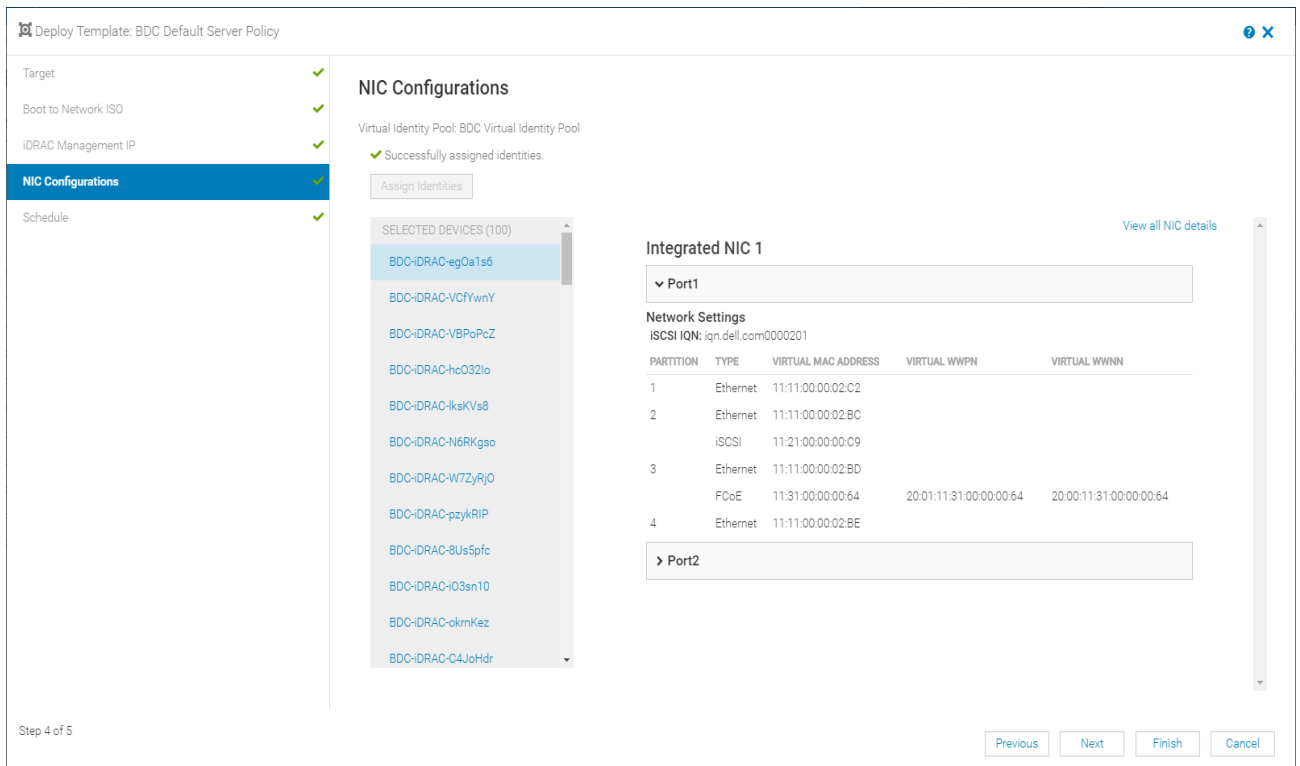 Deploy Template: BDC Default Server Policy
Target
Boot to Network ISO
iDRAC Management IP
NIC Configurations
Schedule
NIC Configurations
Virtual Identity Pool: BDC Virtual Identity Pool
Successfully assigned identities.
Assign Identities
SELECTED DEVICES (100)
BDC-iDRAC-egOa1s6
BDC-iDRAC-VCfYwnY
BDC-iDRAC-VBPoPcZ
BDC-iDRAC-hcO32Io
BDC-iDRAC-lksKVs8
BDC-iDRAC-N6RKgso
BDC-iDRAC-W7ZyRjO
BDC-iDRAC-pzykRIP
BDC-iDRAC-8Us5pfc
BDC-iDRAC-iO3sn10
BDC-iDRAC-okrnKez
BDC-iDRAC-C4JoHdr
View all NIC details
Integrated NIC 1
Port1
Network Settings
iSCSI IQN: iqn.dell.com0000201
PARTITION TYPE VIRTUAL MAC ADDRESS VIRTUAL WWPN VIRTUAL WWNN
1 Ethernet 11:11:00:00:02:C2
2 Ethernet 11:11:00:00:02:BC
iSCSI 11:21:00:00:00:C9
3 Ethernet 11:11:00:00:02:BD
FCoE 11:31:00:00:00:64 20:01:11:31:00:00:00:64 20:00:11:31:00:00:00:64
4 Ethernet 11:11:00:00:02:BE
Port2
Step 4 of 5
Previous Next Finish Cancel